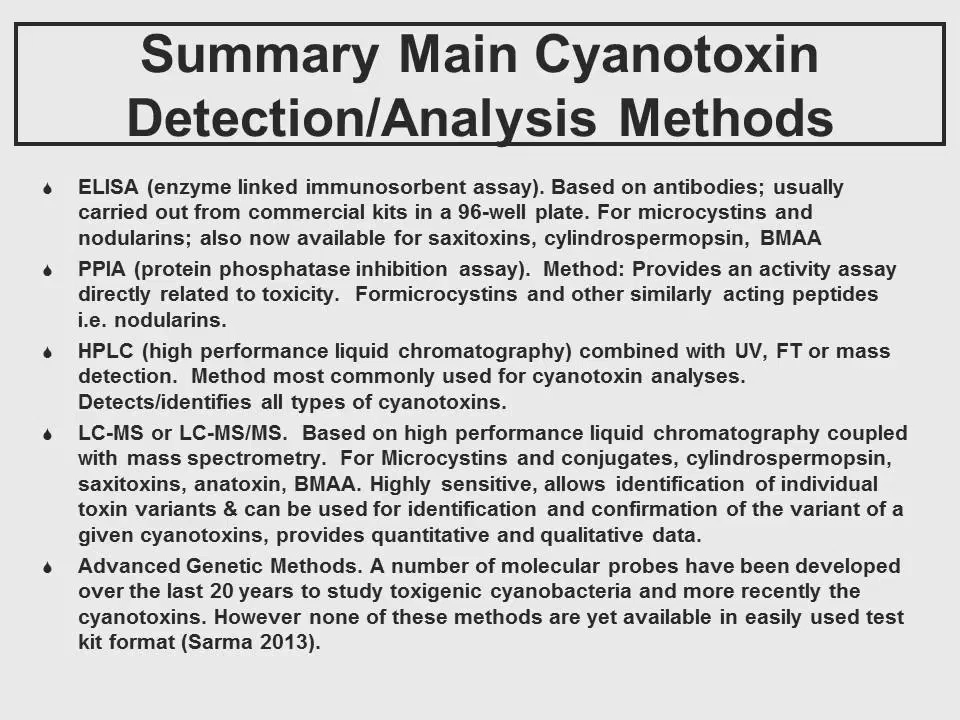 Summary Main Cyanotoxin
Detection/Analysis Methods
ELISA (enzyme linked immunosorbent assay). Based on antibodies; usually
carried out from commercial kits in a 96-well plate. For microcystins and
nodularins; also now available for saxitoxins, cylindrospermopsin, BMAA
PPIA (protein phosphatase inhibition assay). Method: Provides an activity assay
directly related to toxicity. Formicrocystins and other similarly acting peptides
i.e. nodularins.
HPLC (high performance liquid chromatography) combined with UV, FT or mass
detection. Method most commonly used for cyanotoxin analyses.
Detects/identifies all types of cyanotoxins.
LC-MS or LC-MS/MS. Based on high performance liquid chromatography coupled
with mass spectrometry. For Microcystins and conjugates, cylindrospermopsin,
saxitoxins, anatoxin, BMAA. Highly sensitive, allows identification of individual
toxin variants & can be used for identification and confirmation of the variant of a
given cyanotoxins, provides quantitative and qualitative data.
Advanced Genetic Methods. A number of molecular probes have been developed
over the last 20 years to study toxigenic cyanobacteria and more recently the
cyanotoxins. However none of these methods are yet available in easily used test
kit format (Sarma 2013).